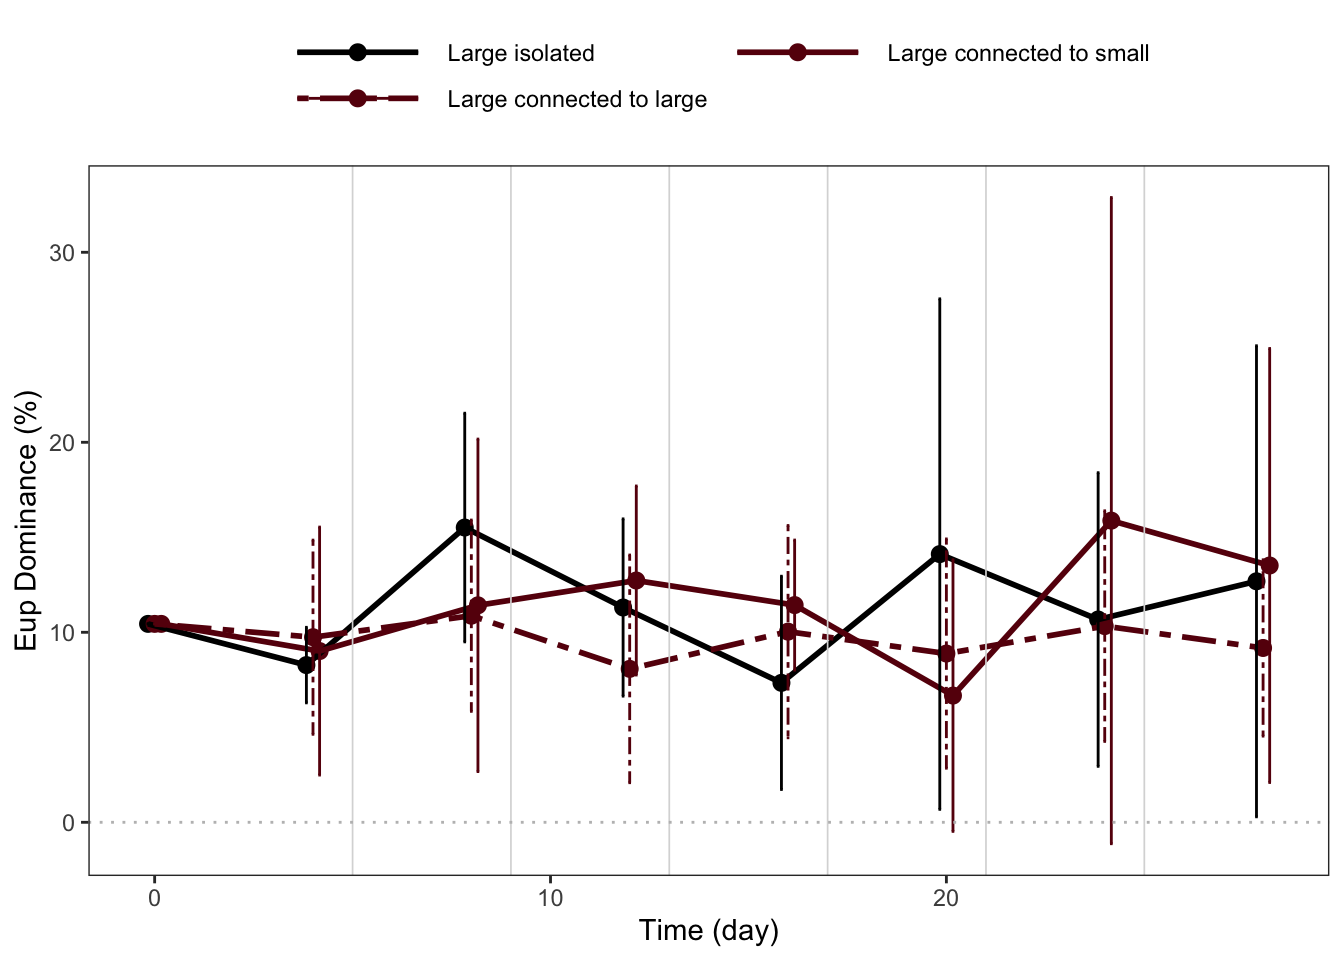 Large isolated
Large connected to small
Large connected to large
Eup Dominance (%)
30
20
10
0
0
10
20
Time (day)